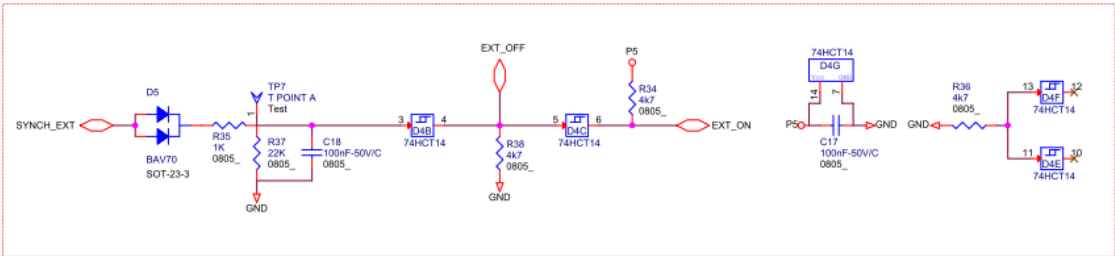 SYNCH_EXT
D5
BAV70
SOT-23-3
R35
1K
0805_
TP7
T POINT A
Test
1
R37
22K
0805_
GND
C18
100nF-50V/C
0805_
3
D4B
4
74HCT14
EXT_OFF
R38
4k7
0805_
GND
5
D4C
6
74HCT14
P5
R34
4k7
0805_
EXT_ON
74HCT14
D4G
Vcc
GND
14
7
P5
GND
C17
100nF-50V/C
0805_
R36
4k7
0805_
GND
13
D4F
12
74HCT14
11
D4E
10
74HCT14